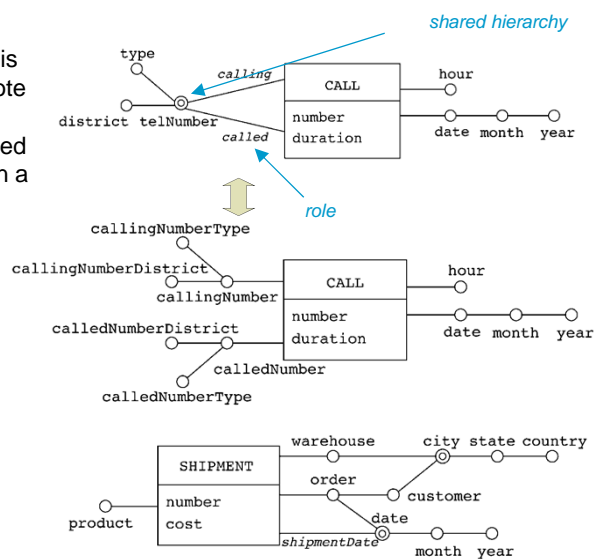 shared hierarchy
is
ote
ed
n a
type
calling
CALL
hour
district telNumber
number
duration
called
date month year
role
callingNumberType
callingNumberDistrict
callingNumber
CALL
hour
calledNumberDistrict
number
duration
date month year
calledNumber
calledNumberType
warehouse
city state country
SHIPMENT
order
customer
number
cost
product
date
shipmentDate
month year